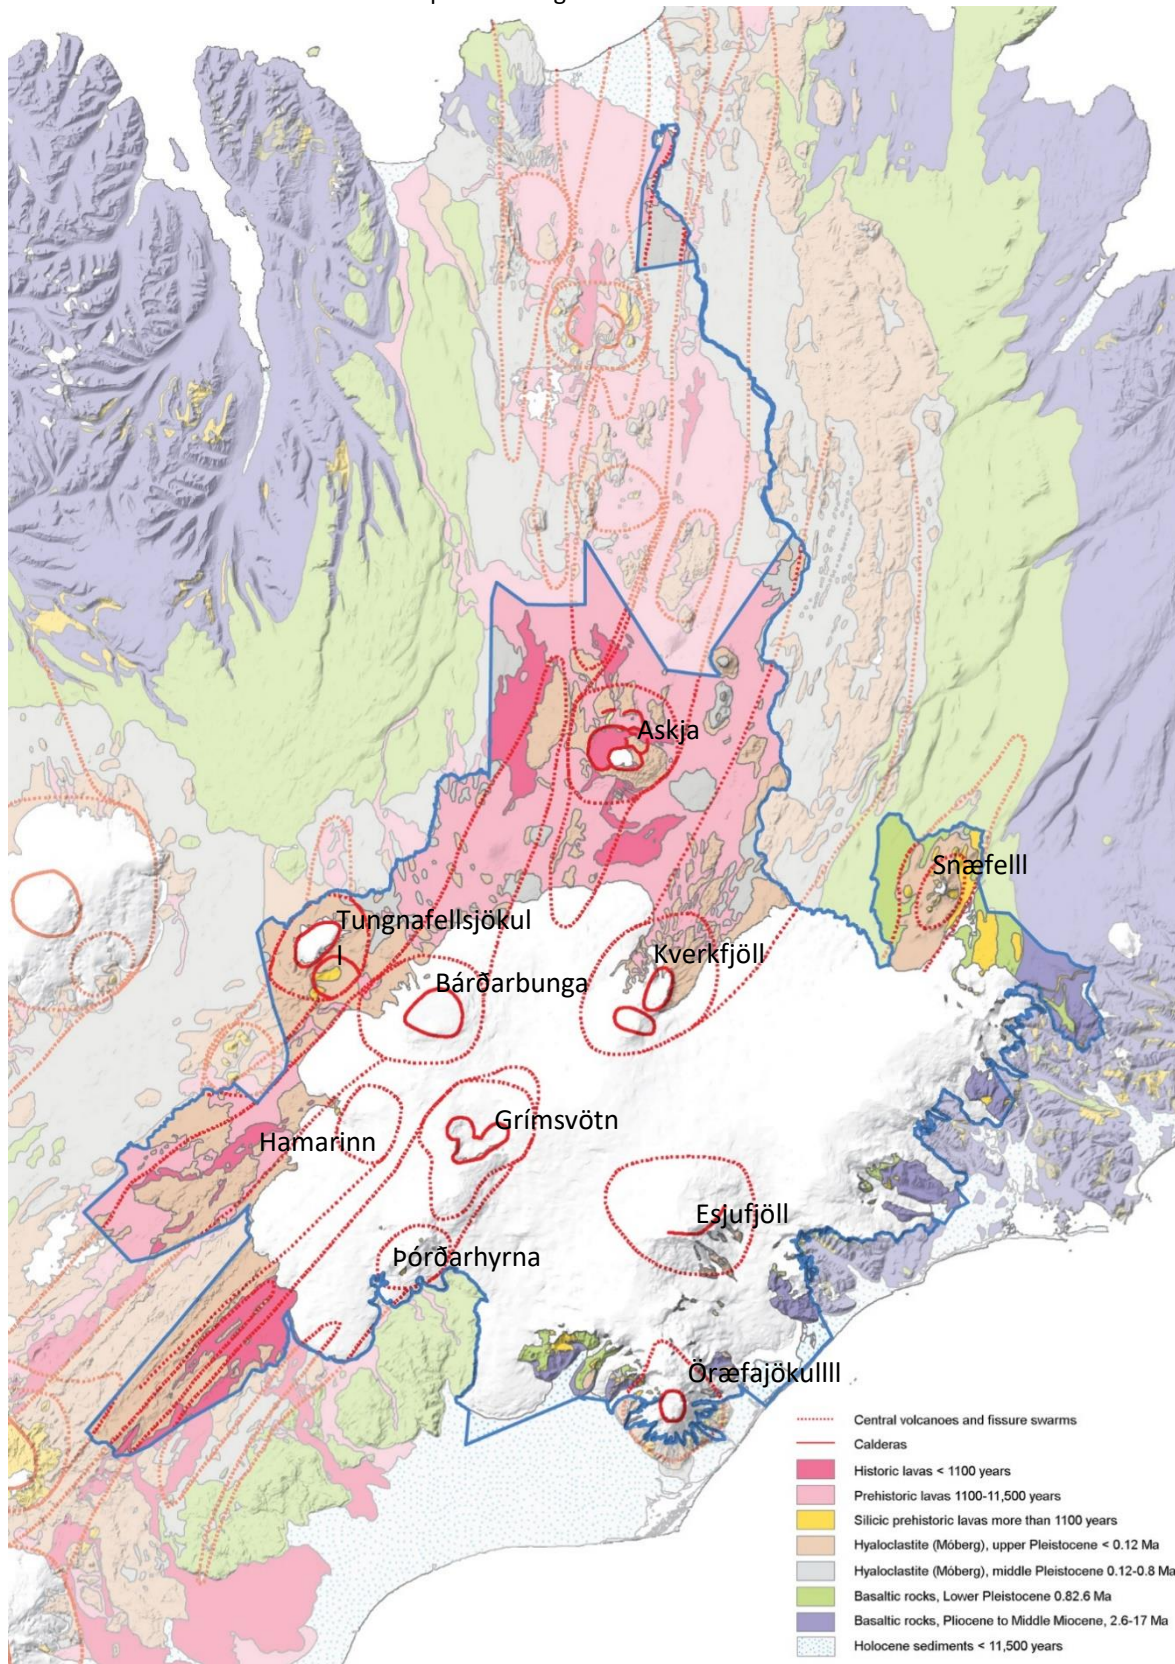 Askja
Snæfelll
Tungnafellsjökul
l
Kverkfjöll
Bárðarbunga
Grímsvötn
Hamarinn
Esjufjöll
Þórðarhyrna
Öræfajökullll
Central volcanoes and fissure swarms
Calderas
Historic lavas < 1100 years
Prehistoric lavas 1100-11,500 years
Silicic prehistoric lavas more than 1100 years
Hyaloclastite (Móberg), upper Pleistocene < 0.12 Ma
Hyaloclastite (Móberg), middle Pleistocene 0.12-0.8 Ma
Basaltic rocks, Lower Pleistocene 0.82.6 Ma
Basaltic rocks, Pliocene to Middle Miocene, 2.6-17 Ma
Holocene sediments < 11,500 years